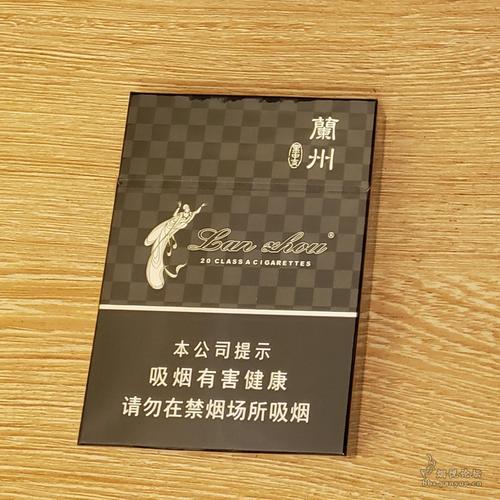 蘭州
Lan zhou®
20 CLASS A CIGARETTES
本公司提示
吸烟有害健康
请勿在禁烟场所吸烟